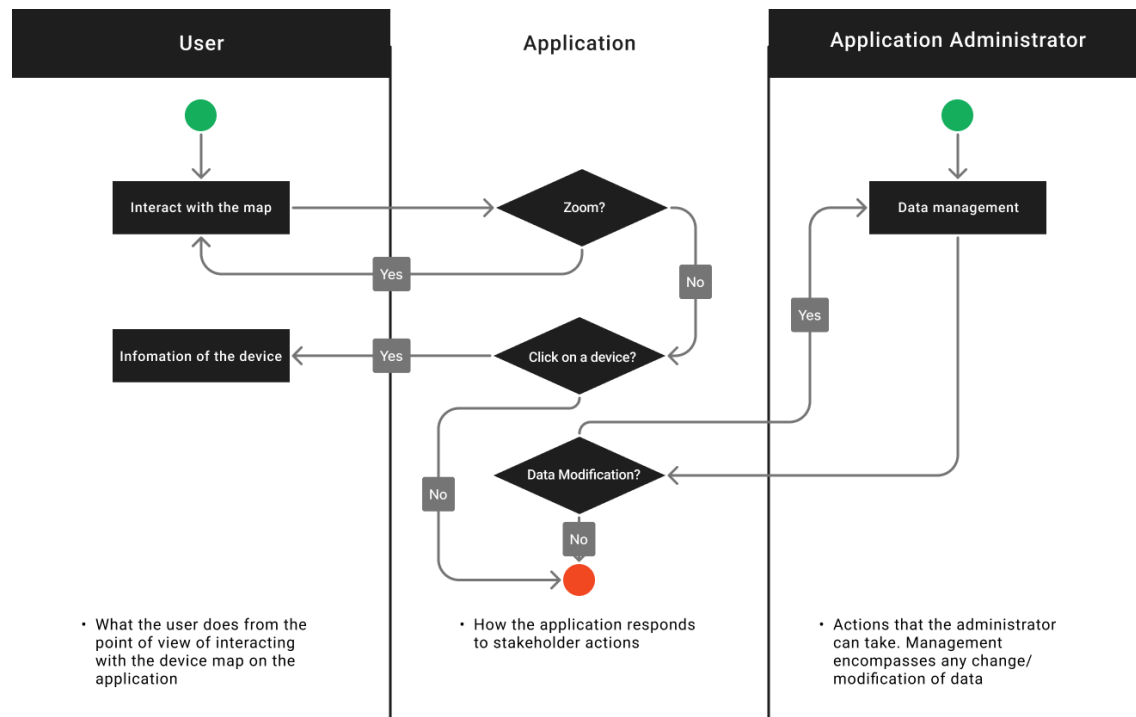 User
Application
Application Administrator
Interact with the map
Zoom?
Data management
Yes
No
Yes
Infomation of the device
Yes
Click on a device?
Data Modification?
No
No
• What the user does from the
point of view of interacting
with the device map on the
application
• How the application responds
to stakeholder actions
• Actions that the administrator
can take. Management
encompasses any change/
modification of data